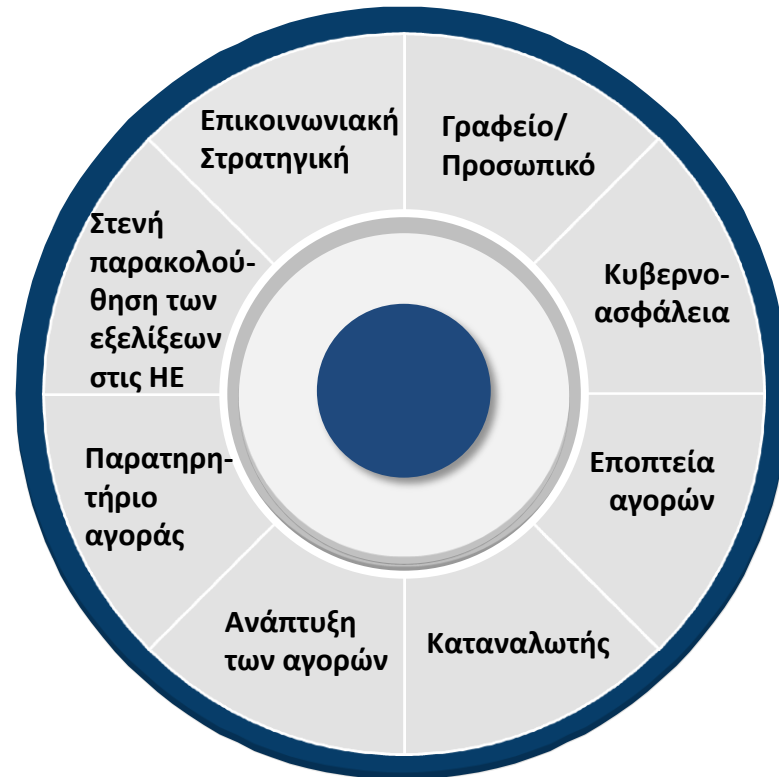 Επικοινωνιακή
Στρατηγική
Γραφείο/
Προσωπικό
Κυβερνο-
ασφάλεια
Εποπτεία
αγορών
Καταναλωτής
Ανάπτυξη
των αγορών
Παρατηρη-
τήριο
αγοράς
Στενή
παρακολού-
θηση των
εξελίξεων
στις ΗΕ